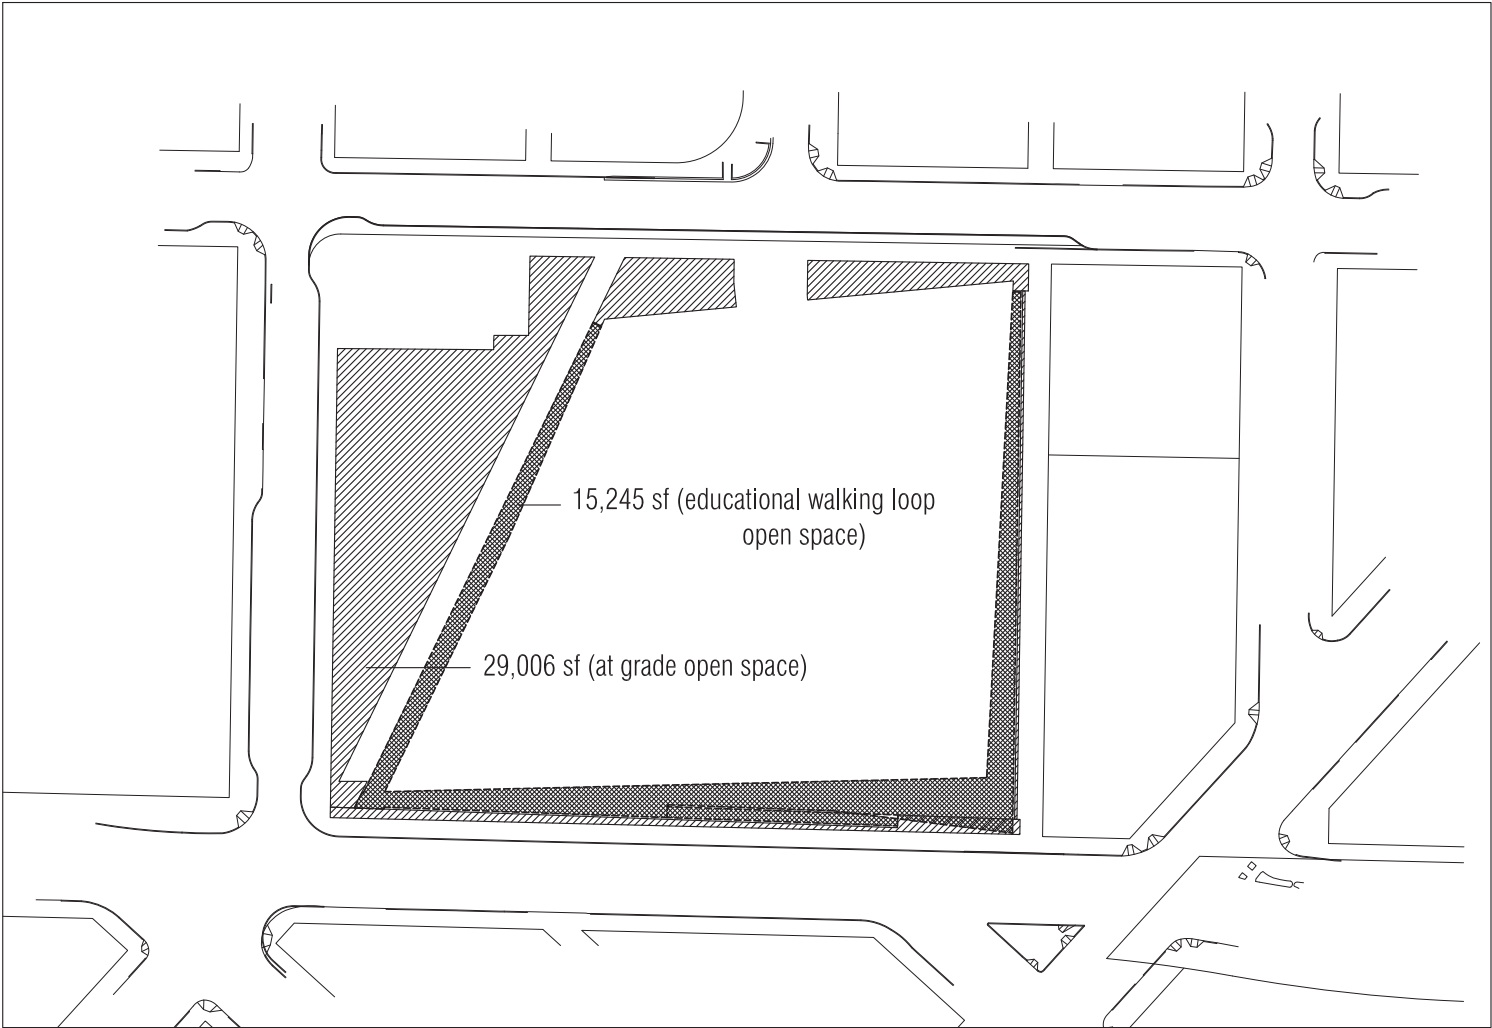 15,245 sf (educational walking loop
open space)
29,006 sf (at grade open space)